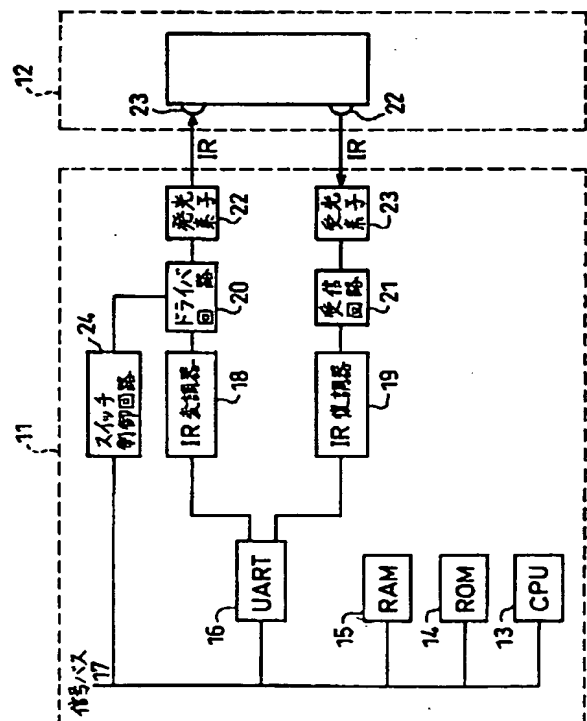 11
12
信号バス
17
24
スイッチ
制御回路
ドライバ
回路
20
発光
素子
22
IR
23
IR変調器
18
UART
16
IR復調器
19
受信
回路
21
受光
素子
23
IR
22
RAM
15
ROM
14
CPU
13